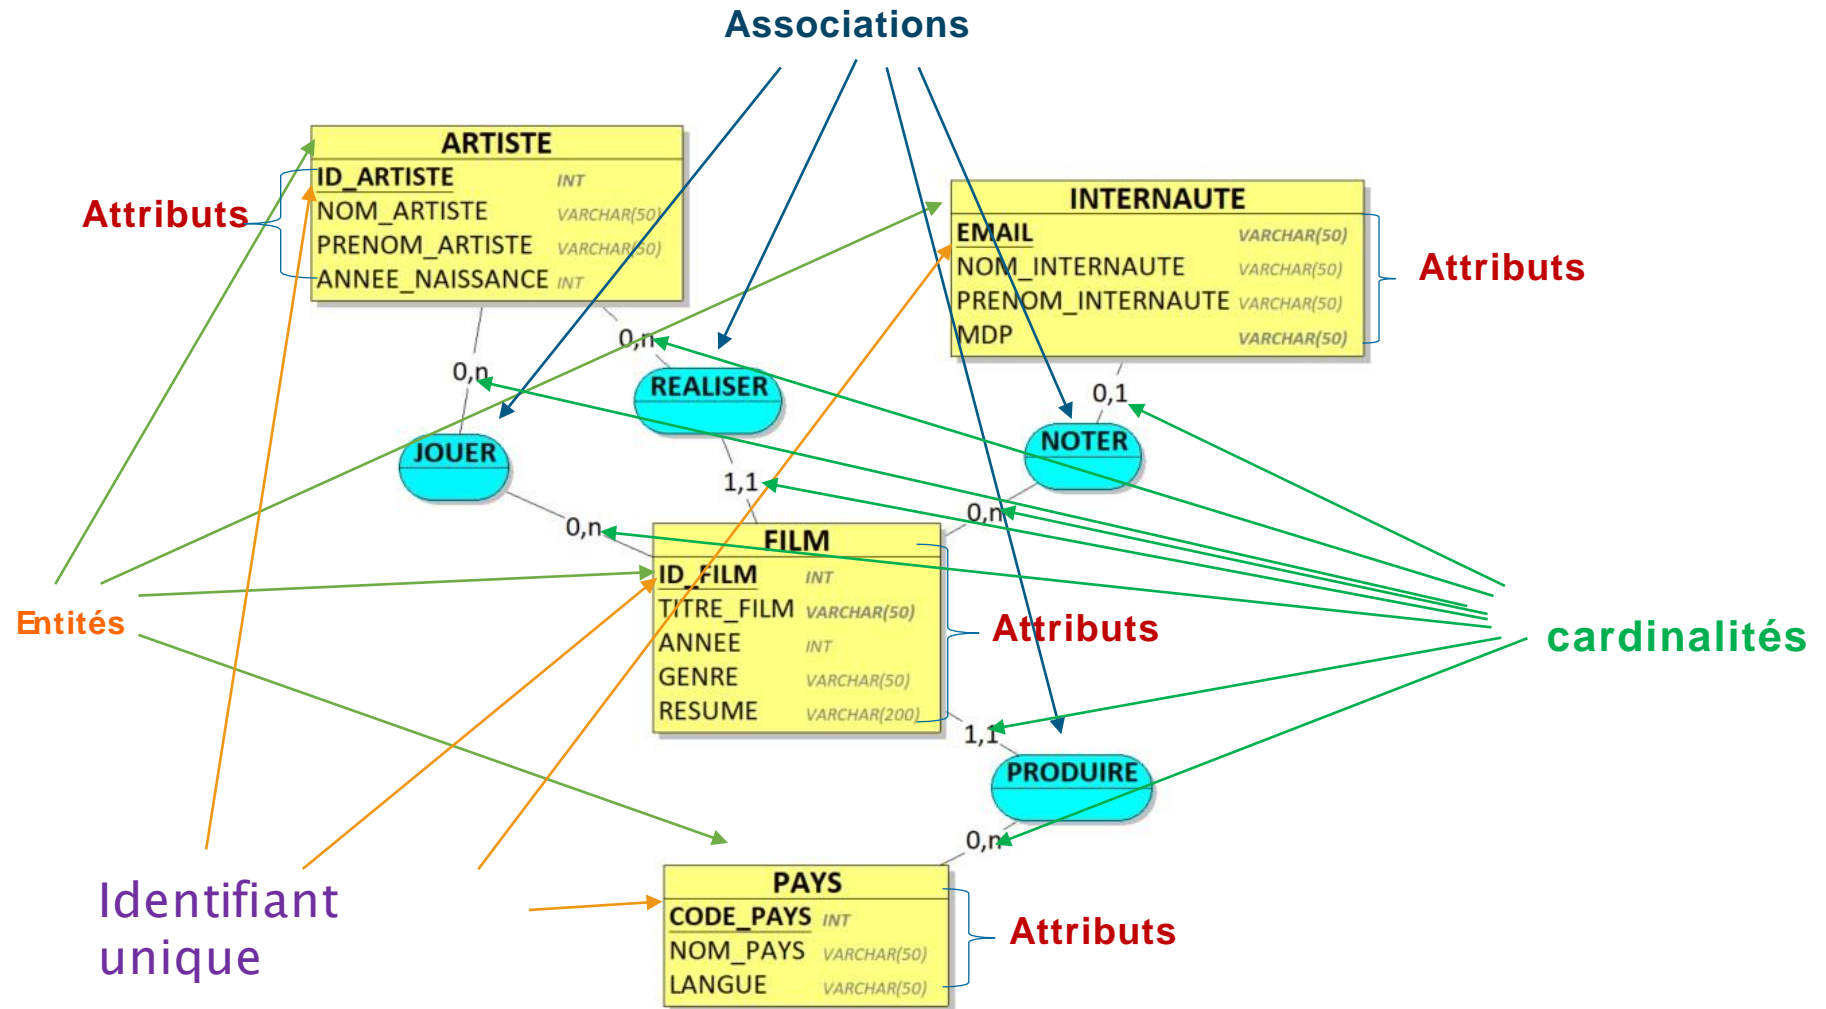 Associations
ARTISTE
ID_ARTISTE INT
NOM_ARTISTE VARCHAR(50)
PRENOM_ARTISTE VARCHAR(50)
ANNEE_NAISSANCE INT
Attributs
INTERNAUTE
EMAIL VARCHAR(50)
NOM_INTERNAUTE VARCHAR(50)
PRENOM_INTERNAUTE VARCHAR(50)
MDP VARCHAR(50)
Attributs
0,n
0,n
REALISER
0,1
JOUER
NOTER
1,1
0,n
0,n
FILM
ID_FILM INT
TITRE_FILM VARCHAR(50)
ANNEE INT
GENRE VARCHAR(50)
RESUME VARCHAR(200)
Entités
Attributs
cardinalités
1,1
PRODUIRE
0,n
PAYS
CODE_PAYS INT
NOM_PAYS VARCHAR(50)
LANGUE VARCHAR(50)
Attributs
Identifiant
unique